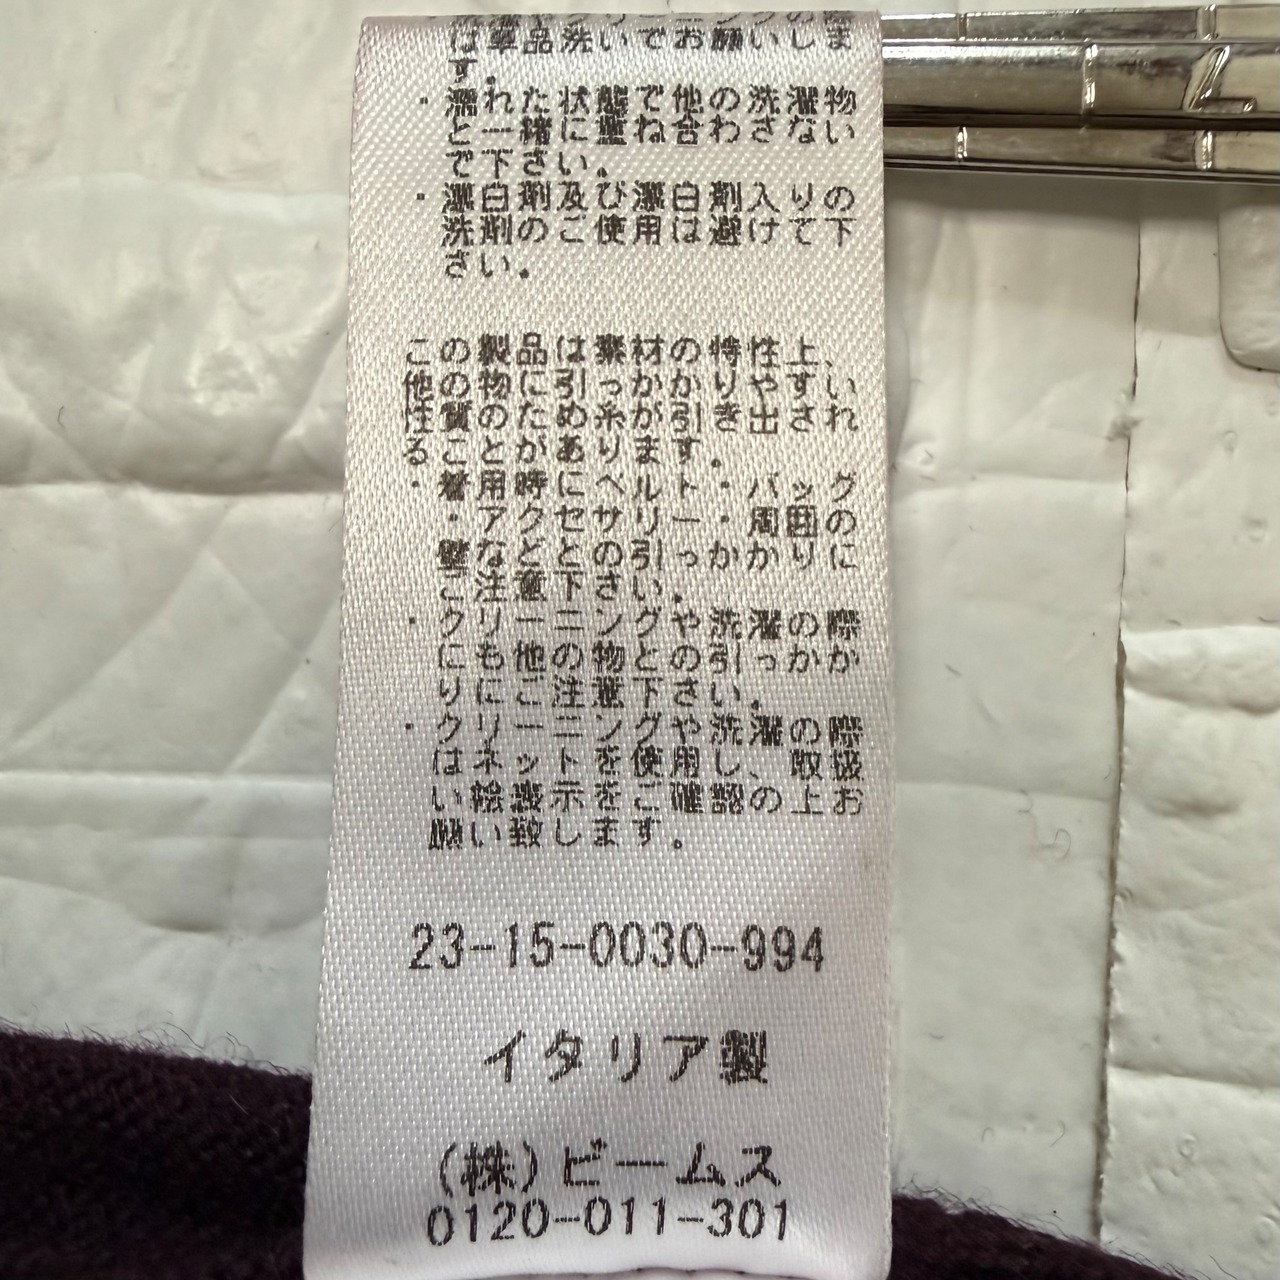 は単品洗いでお願いしま
す。
・濡れた状態で他の洗濯物
と一緒に重ね合わさない
で下さい。
・漂白剤及び漂白剤入りの
洗剤のご使用は避けて下
さい。
この製品は素材の特性上、
他の物に引っかかりやすい
性質のため糸が引き出され
ることがあります。
・着用時にベルト・バッグ
・アクセサリー・周囲の
壁などとの引っかかりに
ご注意下さい。
・クリーニングや洗濯の際
にも他の物との引っかか
りにご注意下さい。
・クリーニングや洗濯の際
はネットを使用し、取扱
い絵表示をご確認の上お
願い致します。
23-15-0030-994
イタリア製
(株)ビームス
0120-011-301